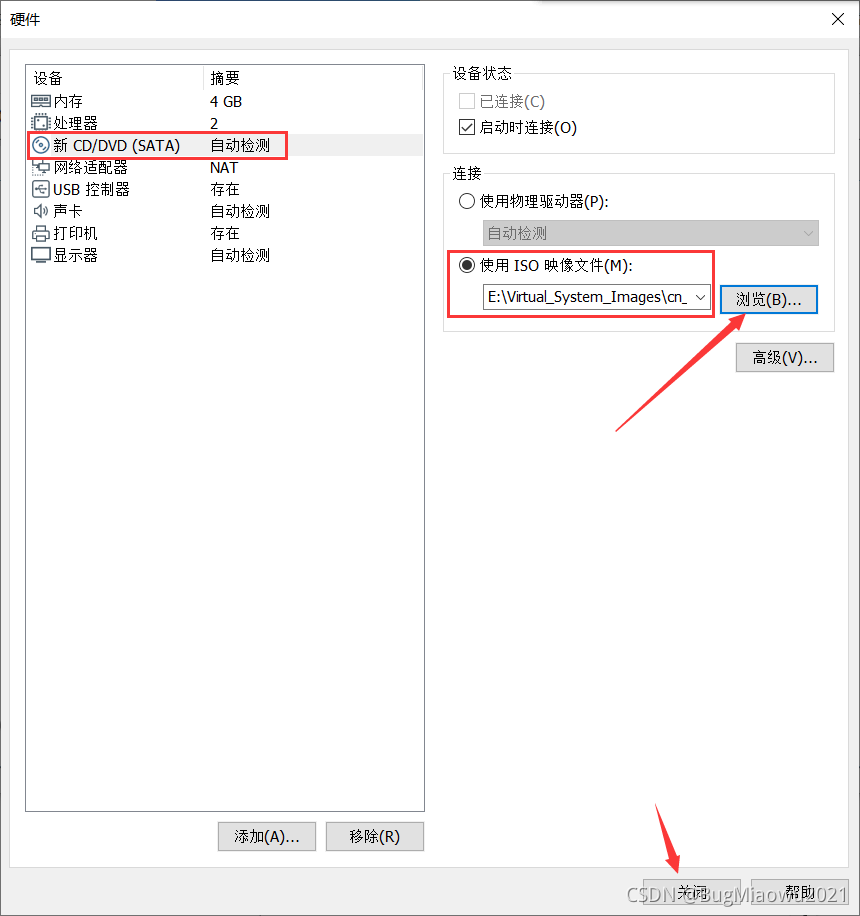 硬件
设备 摘要
内存 4 GB
处理器 2
新 CD/DVD (SATA) 自动检测
网络适配器 NAT
USB 控制器 存在
声卡 自动检测
打印机 存在
显示器 自动检测
添加(A)... 移除(R)
设备状态
已连接(C)
启动时连接(O)
连接
使用物理驱动器(P):
自动检测
使用 ISO 映像文件(M):
E:\Virtual_System_Images\cn_ 浏览(B)...
高级(V)...
关闭 帮助
CSDN @BugMiaowu2021